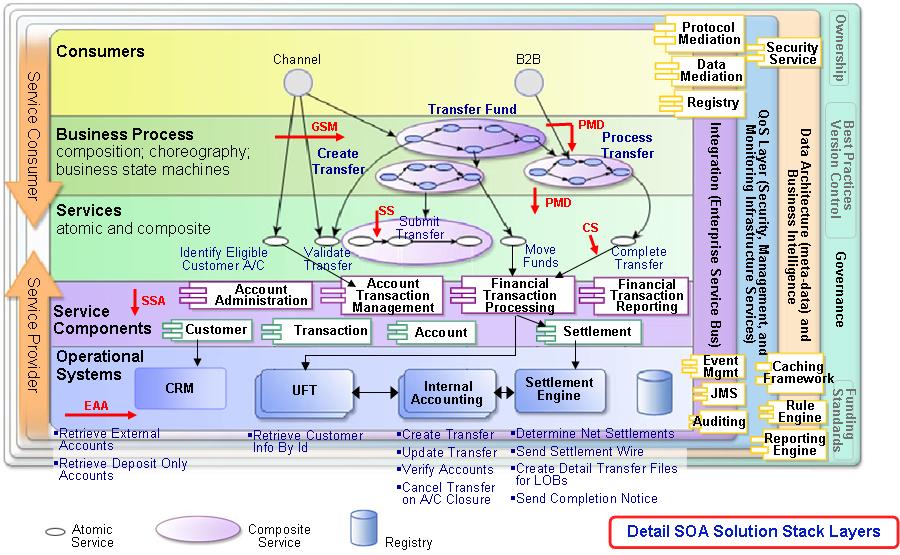 Consumers
Channel
B2B
Protocol
Mediation
Data
Mediation
Registry
Security
Service
Ownership
Service Consumer
Business Process
composition; choreography;
business state machines
GSM
Create
Transfer
Transfer Fund
PMD
Process
Transfer
PMD
Best Practices
Version Control
Services
atomic and composite
SS
Submit
Transfer
CS
Identify Eligible
Customer A/C
Validate
Transfer
Move
Funds
Complete
Transfer
Integration (Enterprise Service Bus)
QoS Layer (Security, Management, and
Monitoring Infrastructure Services)
Data Architecture (meta-data) and
Business Intelligence
Governance
Service Provider
SSA
Service
Components
Account
Administration
Account
Transaction
Management
Financial
Transaction
Processing
Financial
Transaction
Reporting
Customer
Transaction
Account
Settlement
Operational
Systems
EAA
CRM
UFT
Internal
Accounting
Settlement
Engine
Event
Mgmt
JMS
Auditing
Caching
Framework
Rule
Engine
Reporting
Engine
Funding
Standards
▪Retrieve External
Accounts
▪Retrieve Deposit Only
Accounts
▪Retrieve Customer
Info By Id
▪Create Transfer
▪Update Transfer
▪Verify Accounts
▪Cancel Transfer
on A/C Closure
▪Determine Net Settlements
▪Send Settlement Wire
▪Create Detail Transfer Files
for LOBs
▪Send Completion Notice
Atomic
Service
Composite
Service
Registry
Detail SOA Solution Stack Layers